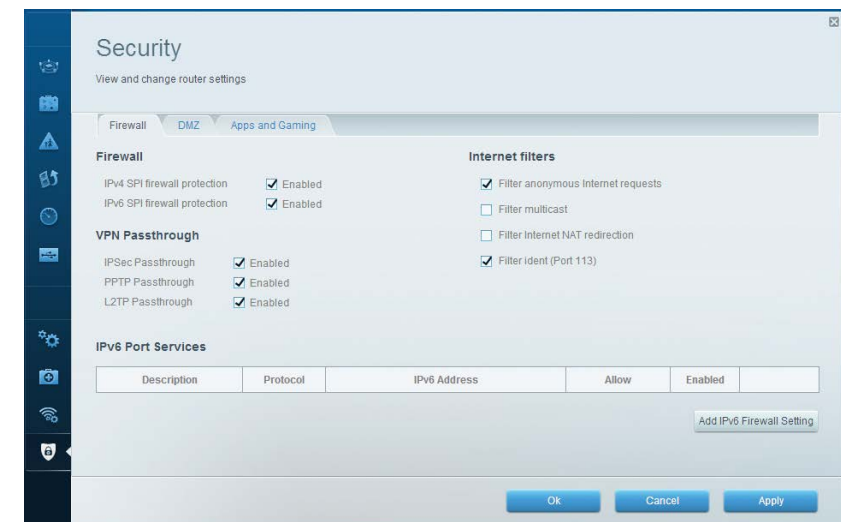 Security
View and change router settings
Firewall DMZ Apps and Gaming
Firewall
IPv4 SPI firewall protection Enabled
IPv6 SPI firewall protection Enabled
VPN Passthrough
IPSec Passthrough Enabled
PPTP Passthrough Enabled
L2TP Passthrough Enabled
Internet filters
Filter anonymous Internet requests
Filter multicast
Filter Internet NAT redirection
Filter ident (Port 113)
IPv6 Port Services
Description Protocol IPv6 Address Allow Enabled
Add IPv6 Firewall Setting
Ok Cancel Apply